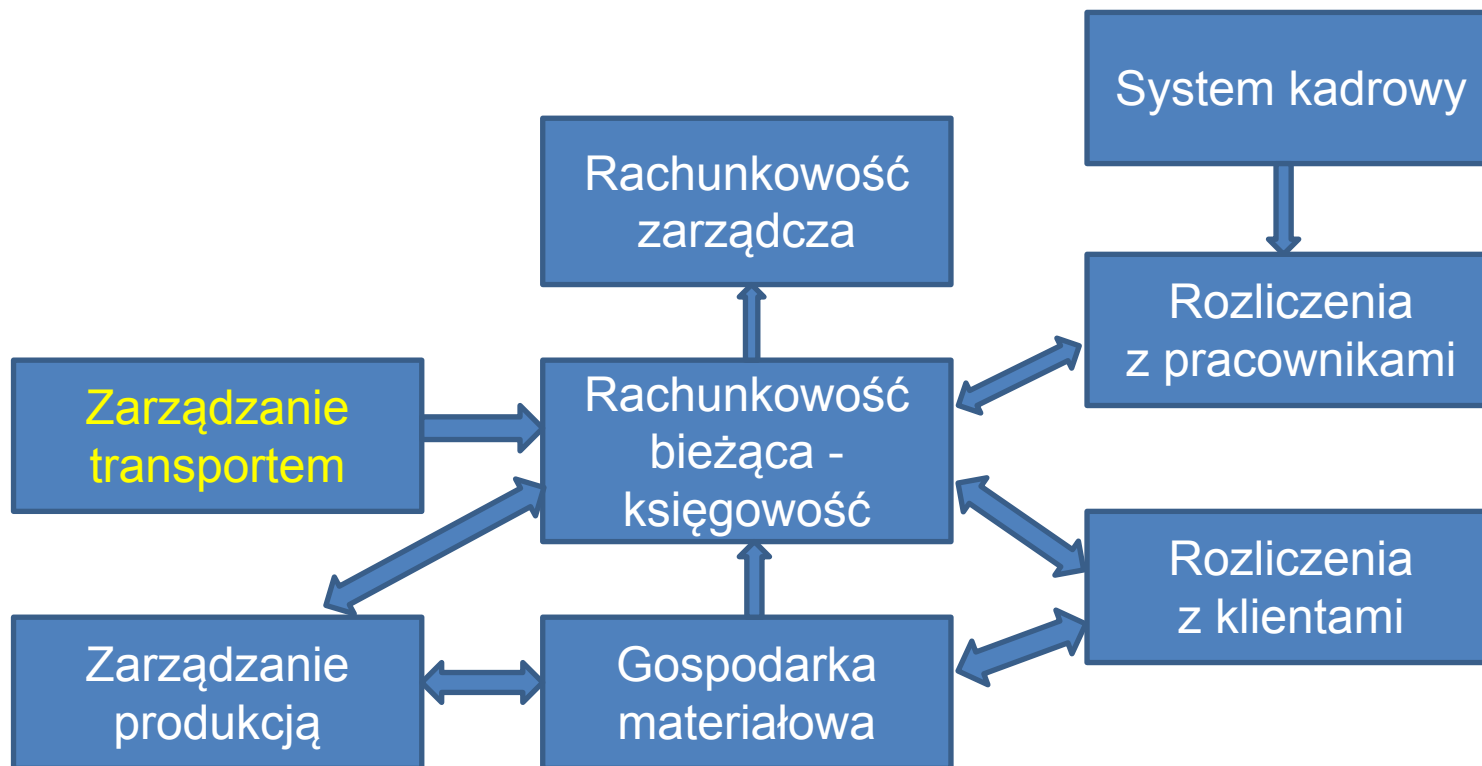 System kadrowy
Rachunkowość
zarządcza
Rozliczenia
z pracownikami
Zarządzanie
transportem
Rachunkowość
bieżąca -
księgowość
Rozliczenia
z klientami
Zarządzanie
produkcją
Gospodarka
materiałowa